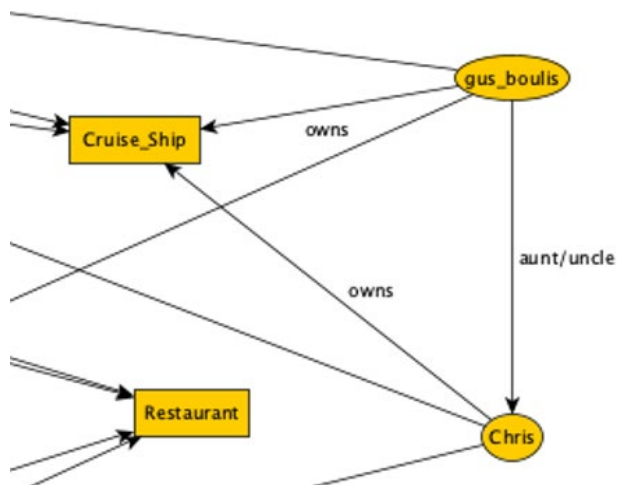 gus_boulis
Cruise_Ship
owns
aunt/uncle
owns
Restaurant
Chris